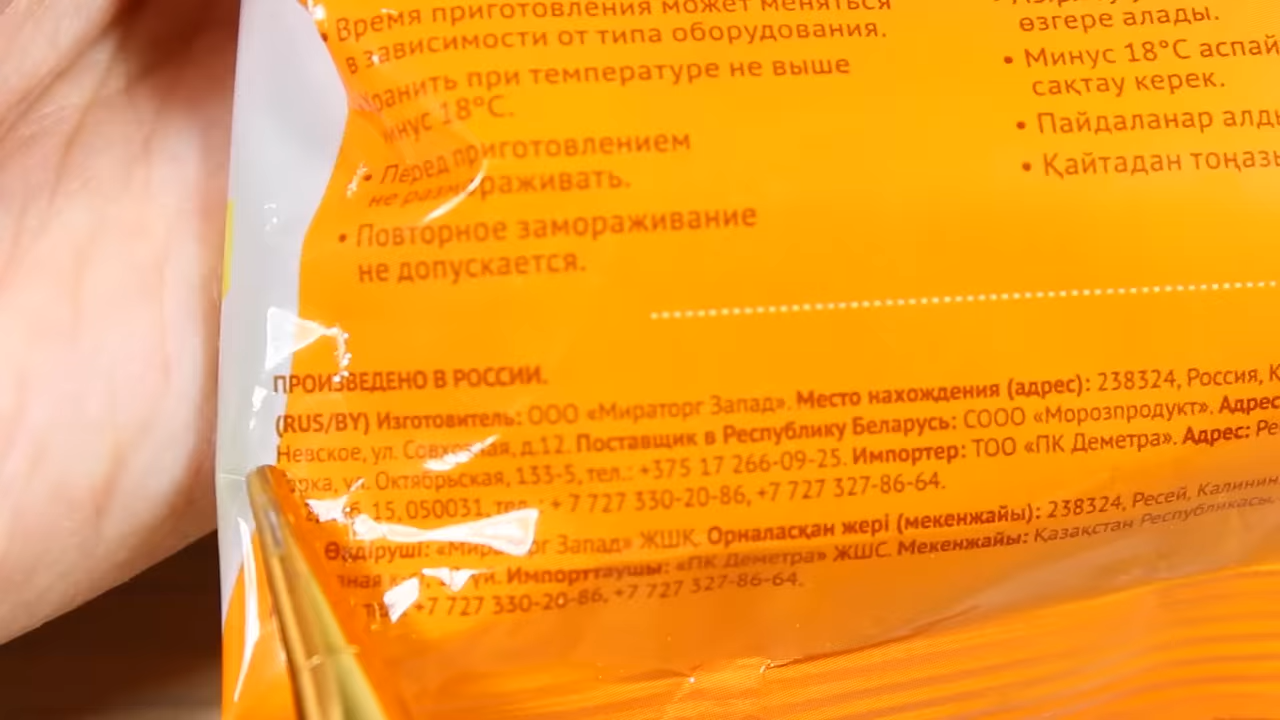 Время приготовления может меняться
в зависимости от типа оборудования.
Хранить при температуре не выше
минус 18°C.
• Перед приготовлением
не размораживать.
• Повторное замораживание
не допускается.
өзгере алады.
• Минус 18°C аспай
сақтау керек.
• Пайдаланар алды
• Қайтадан тоңазы
ПРОИЗВЕДЕНО В РОССИИ.
(RUS/BY) Изготовитель: ООО «Мираторг Запад». Место нахождения (адрес): 238324, Россия, К
Невское, ул. Совхозная, д.12. Поставщик в Республику Беларусь: СООО «Морозпродукт». Адрес
ул. Октябрьская, 133-5, тел.: +375 17 266-09-25. Импортер: ТОО «ПК Деметра». Адрес: Ре
15, 050031, тел.: +7 727 330-20-86, +7 727 327-86-64.
Өндіруші: «Мираторг Запад» ЖШҚ. Орналасқан жері (мекенжайы): 238324, Ресей, Калинин
үй. Импорттаушы: «ПК Деметра» ЖШС. Мекенжайы: Қазақстан Республикасы,
+7 727 330-20-86, +7 727 327-86-64.